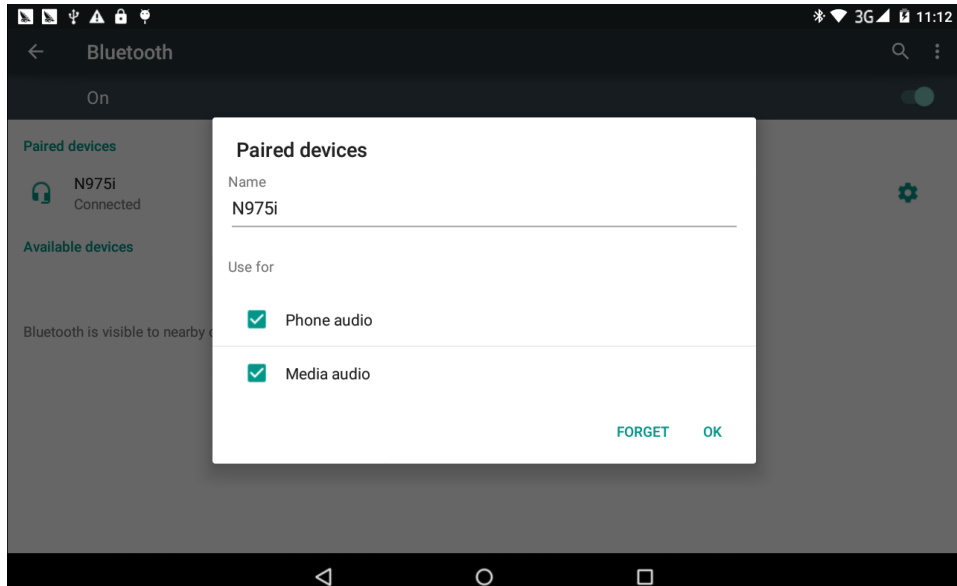 3G 11:12
Bluetooth
On
Paired devices
N975i
Connected
Available devices
Bluetooth is visible to nearby
Paired devices
Name
N975i
Use for
Phone audio
Media audio
FORGET OK